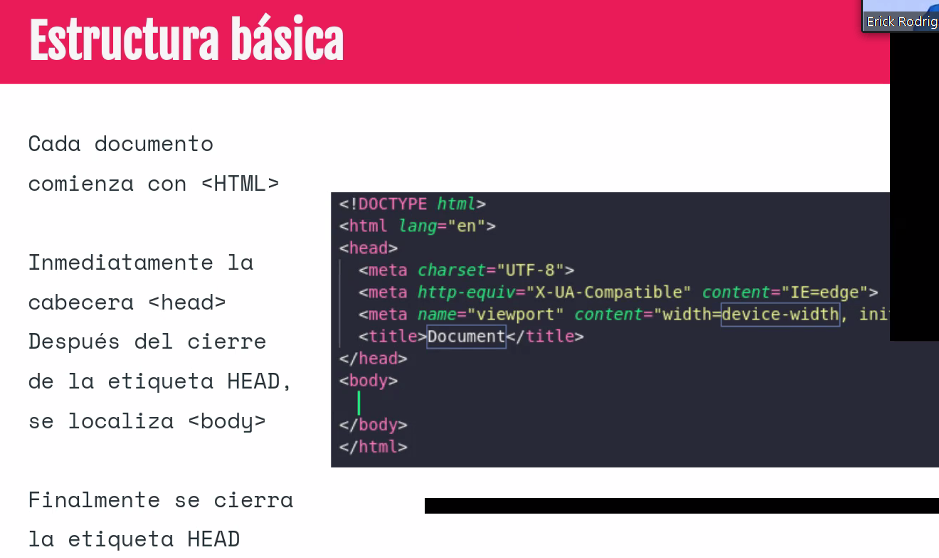 Estructura básica
Erick Rodrig
Cada documento
comienza con <HTML>
Inmediatamente la
cabecera <head>
Después del cierre
de la etiqueta HEAD,
se localiza <body>
Finalmente se cierra
la etiqueta HEAD
<!DOCTYPE html>
<html lang="en">
<head>
<meta charset="UTF-8">
<meta http-equiv="X-UA-Compatible" content="IE=edge">
<meta name="viewport" content="width=device-width, ini
<title>Document</title>
</head>
<body>
</body>
</html>